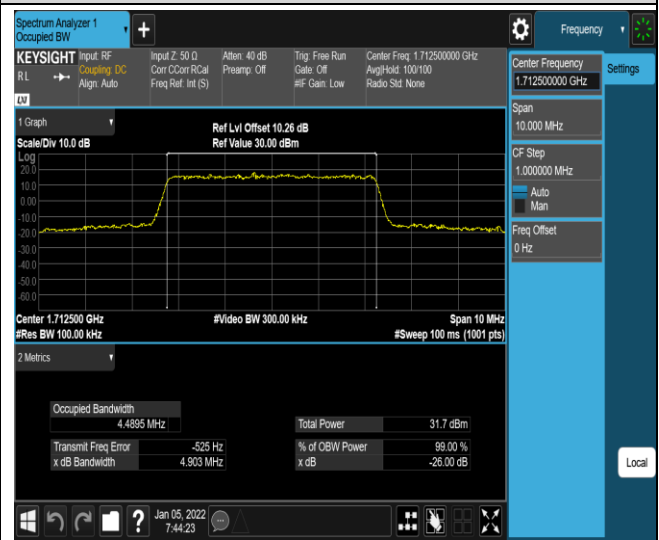 Spectrum Analyzer 1
Occupied BW
Frequency
KEYSIGHT Input: RF Input Z: 50 Ω Atten: 40 dB Trig: Free Run Center Freq: 1.712500000 GHz
RL Coupling: DC Corr CCorr RCal Preamp: Off Gate: Off Avg|Hold: 100/100
Align: Auto Freq Ref: Int (S) #IF Gain: Low Radio Std: None
LXI
Center Frequency
1.712500000 GHz
Settings
Span
10.000 MHz
CF Step
1.000000 MHz
Auto
Man
Freq Offset
0 Hz
1 Graph
Ref Lvl Offset 10.26 dB
Scale/Div 10.0 dB Ref Value 30.00 dBm
Log
20.0
10.0
0.00
-10.0
-20.0
-30.0
-40.0
-50.0
-60.0
Center 1.712500 GHz #Video BW 300.00 kHz Span 10 MHz
#Res BW 100.00 kHz #Sweep 100 ms (1001 pts)
2 Metrics
Occupied Bandwidth
4.4895 MHz Total Power 31.7 dBm
Transmit Freq Error -525 Hz % of OBW Power 99.00 %
x dB Bandwidth 4.903 MHz x dB -26.00 dB
Local
Jan 05, 2022
7:44:23